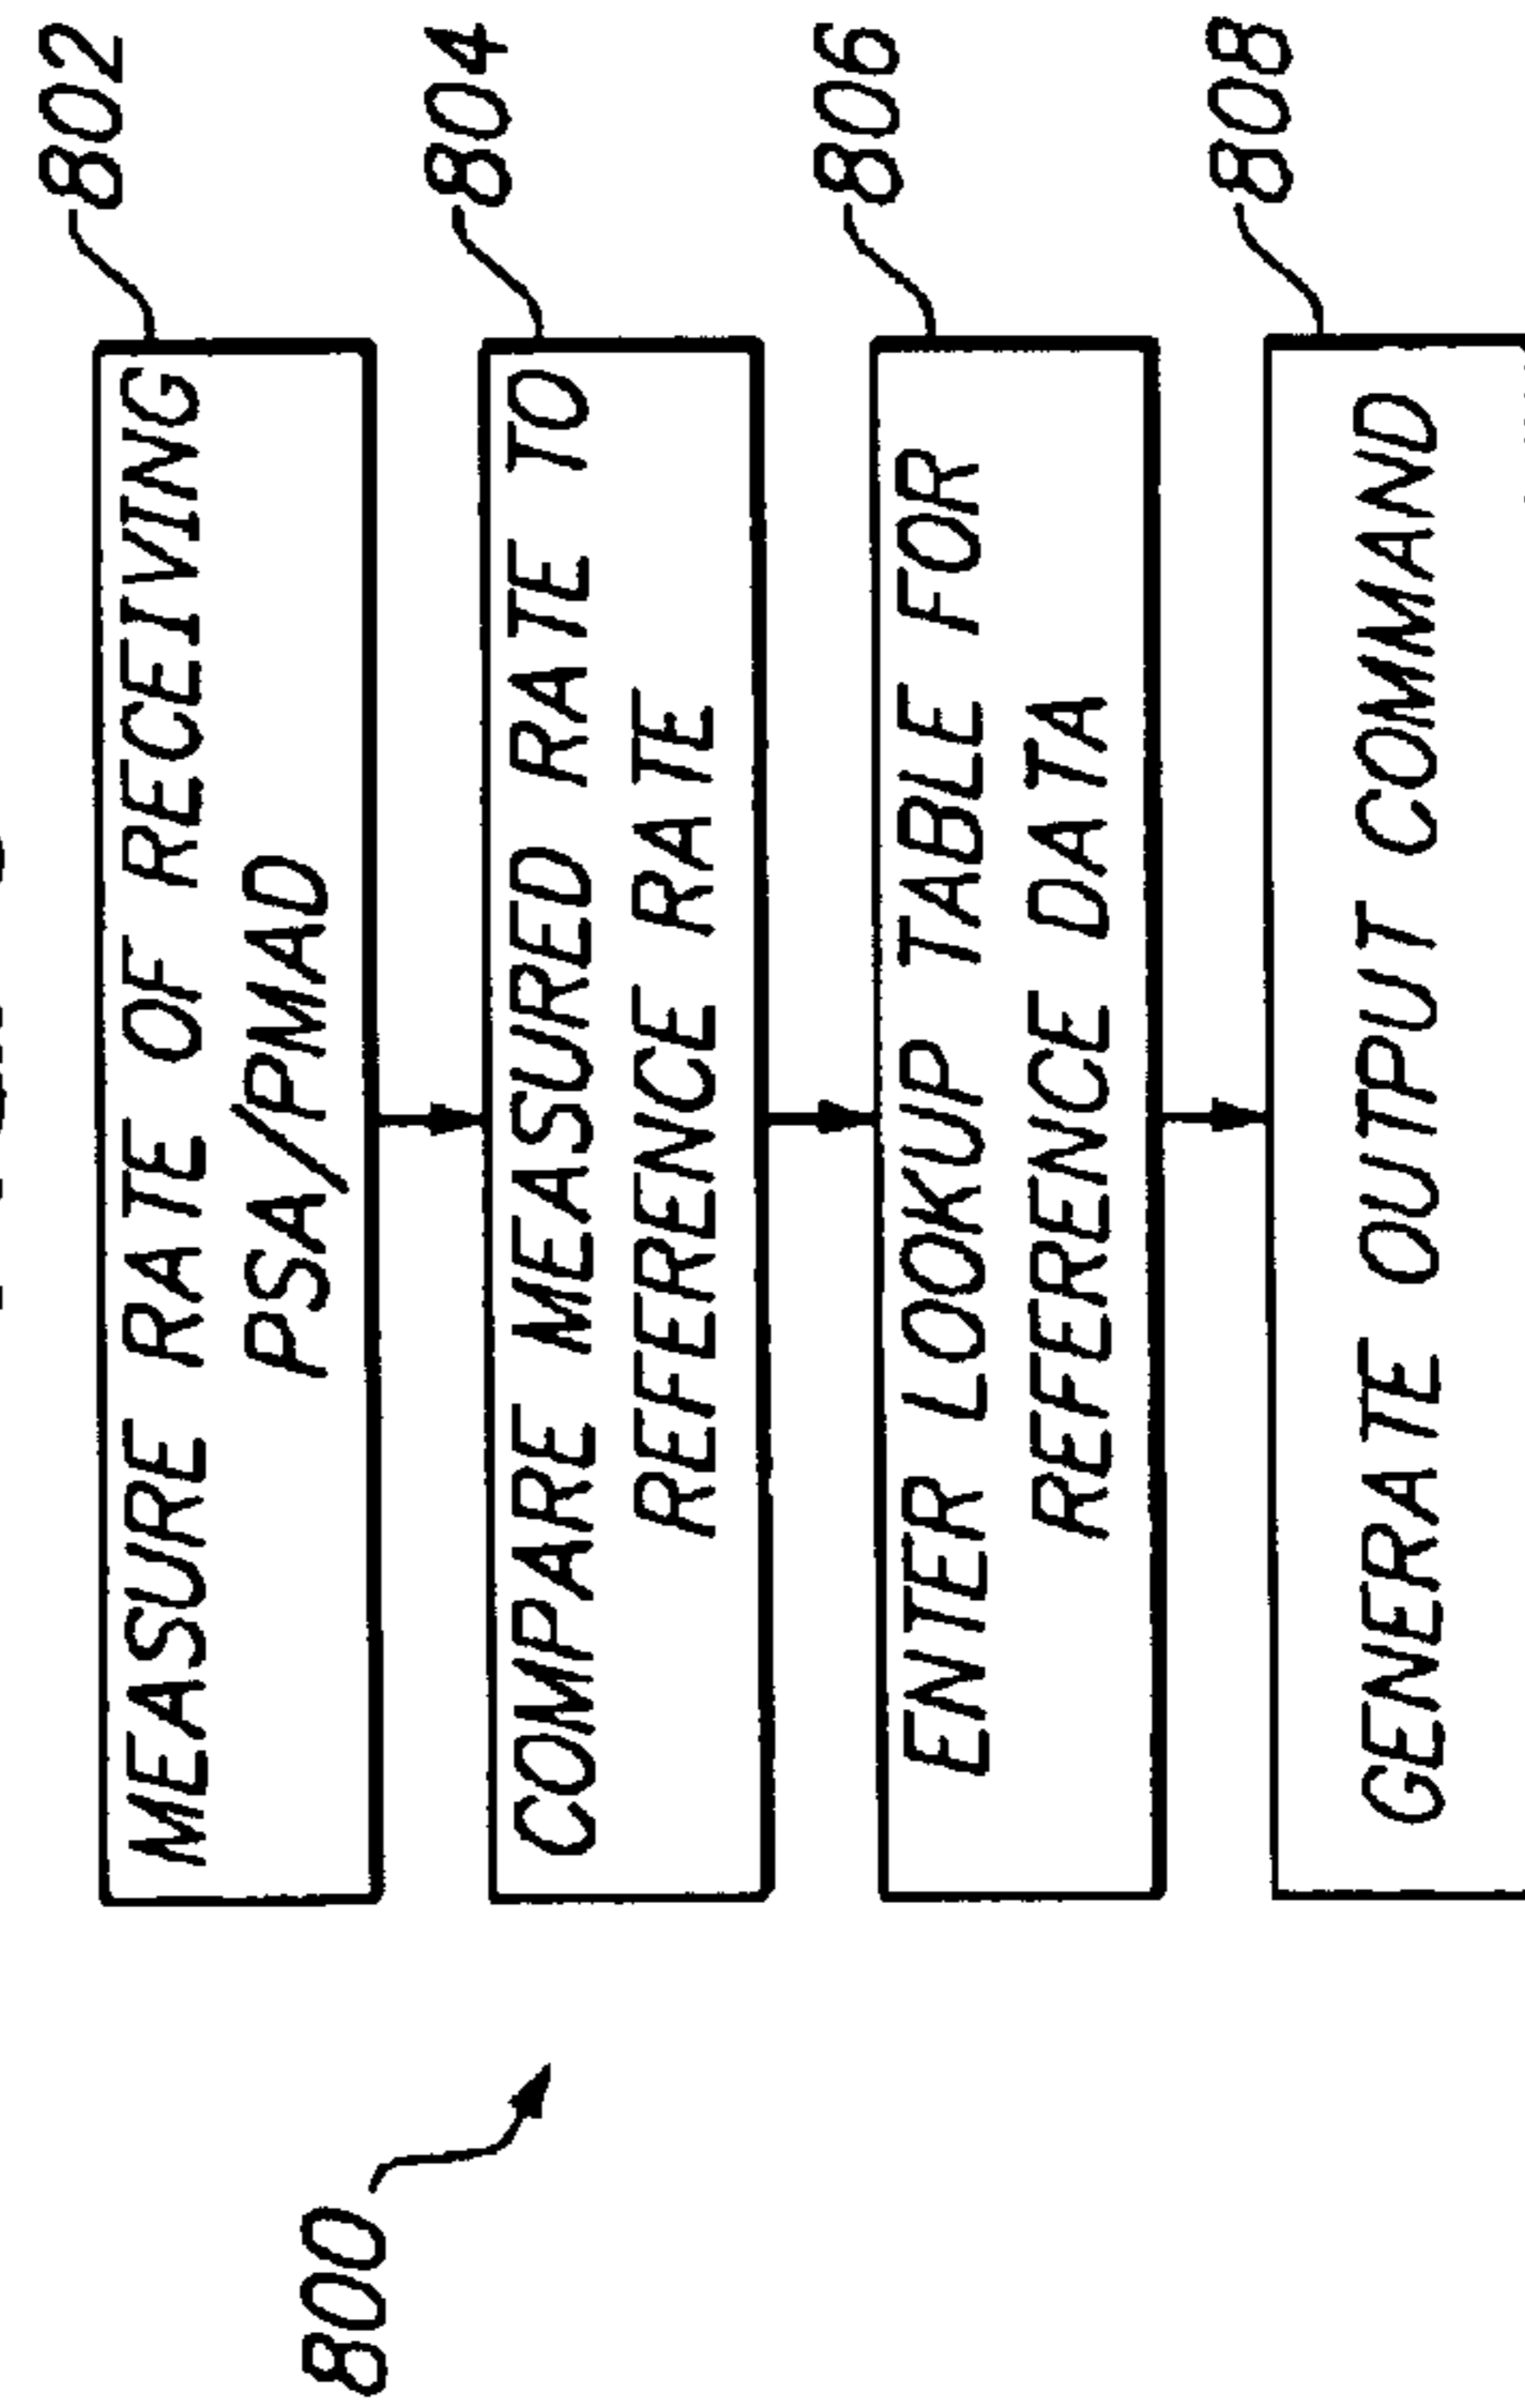 800
MEASURE RATE OF RECEIVING
PSA/PMAD
802
COMPARE MEASURED RATE TO
REFERENCE RATE
804
ENTER LOOKUP TABLE FOR
REFERENCE DATA
806
GENERATE OUTPUT COMMAND
808